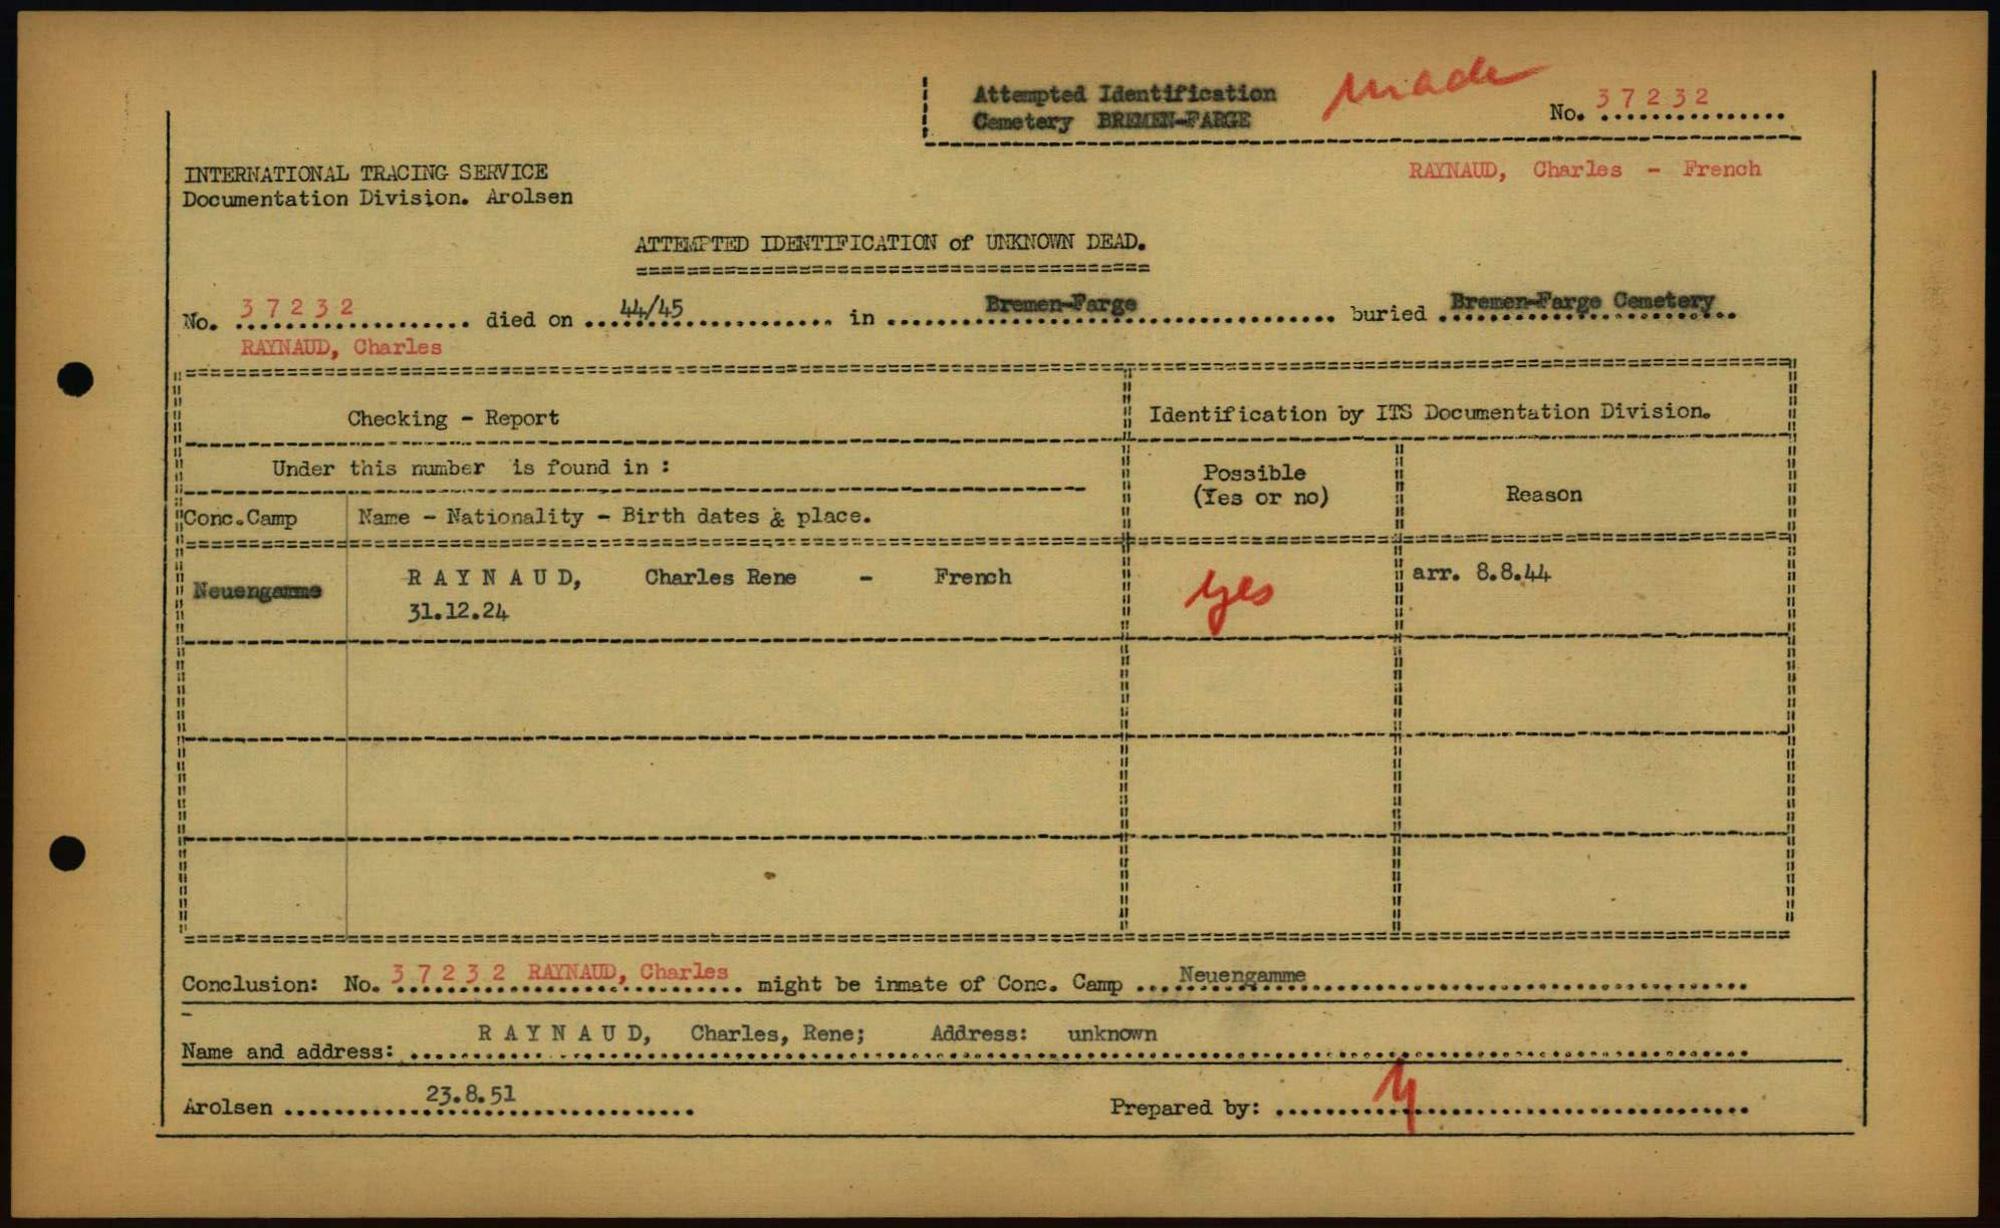 Attempted Identification
Cemetery BREMEN-FARGE
made
No. 37232
RAYNAUD, Charles - French
INTERNATIONAL TRACING SERVICE
Documentation Division. Arolsen
ATTEMPTED IDENTIFICATION of UNKNOWN DEAD.
No. 37232 died on 44/45 in Bremen-Farge buried Bremen-Farge Cemetery
RAYNAUD, Charles
Checking - Report
Identification by ITS Documentation Division.
Under this number is found in :
Possible
(Yes or no)
Reason
Conc.Camp
Name - Nationality - Birth dates & place.
Neuengamme
R A Y N A U D, Charles Rene - French
31.12.24
yes
arr. 8.8.44
Conclusion: No. 37232 RAYNAUD, Charles might be inmate of Conc. Camp Neuengamme
Name and address: R A Y N A U D, Charles, Rene; Address: unknown
Arolsen 23.8.51
Prepared by: